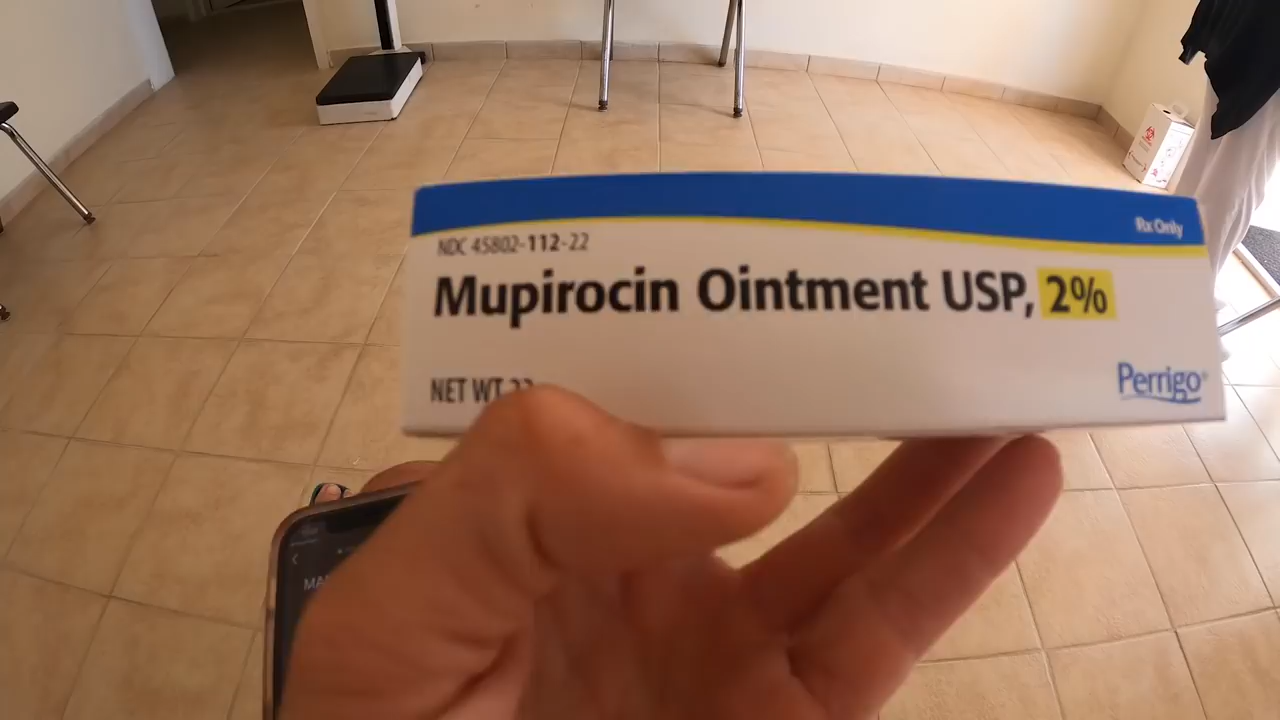 Rx Only
NDC 45802-112-22
Mupirocin Ointment USP, 2%
NET WT
Perrigo®